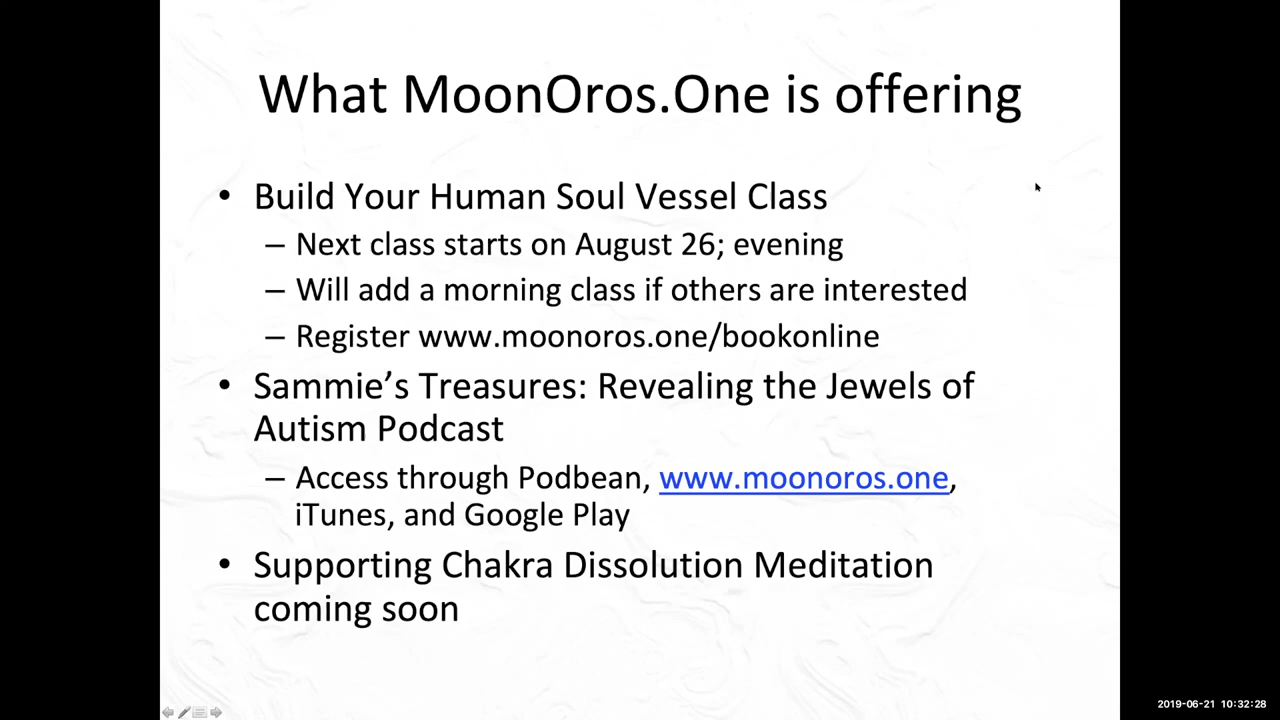 What MoonOros.One is offering
• Build Your Human Soul Vessel Class
– Next class starts on August 26; evening
– Will add a morning class if others are interested
– Register www.moonoros.one/bookonline
• Sammie’s Treasures: Revealing the Jewels of
Autism Podcast
– Access through Podbean, www.moonoros.one,
iTunes, and Google Play
• Supporting Chakra Dissolution Meditation
coming soon
2019-06-21 10:32:28